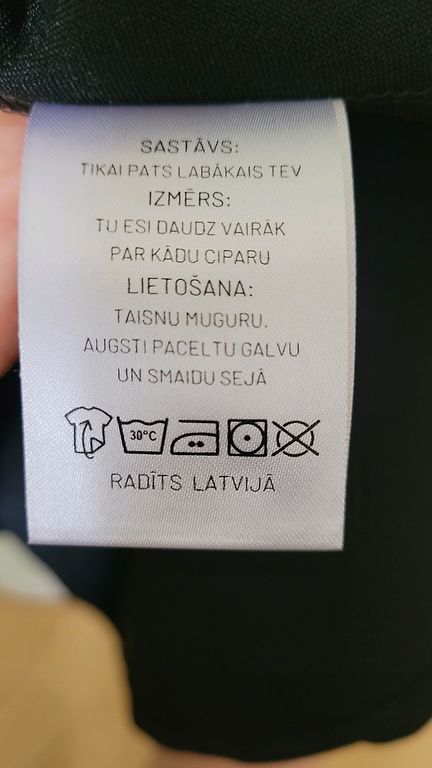 SASTĀVS:
TIKAI PATS LABĀKAIS TEV
IZMĒRS:
TU ESI DAUDZ VAIRĀK
PAR KĀDU CIPARU
LIETOŠANA:
TAISNU MUGURU,
AUGSTI PACELTU GALVU
UN SMAIDU SEJĀ
30°C
RADĪTS LATVIJĀ